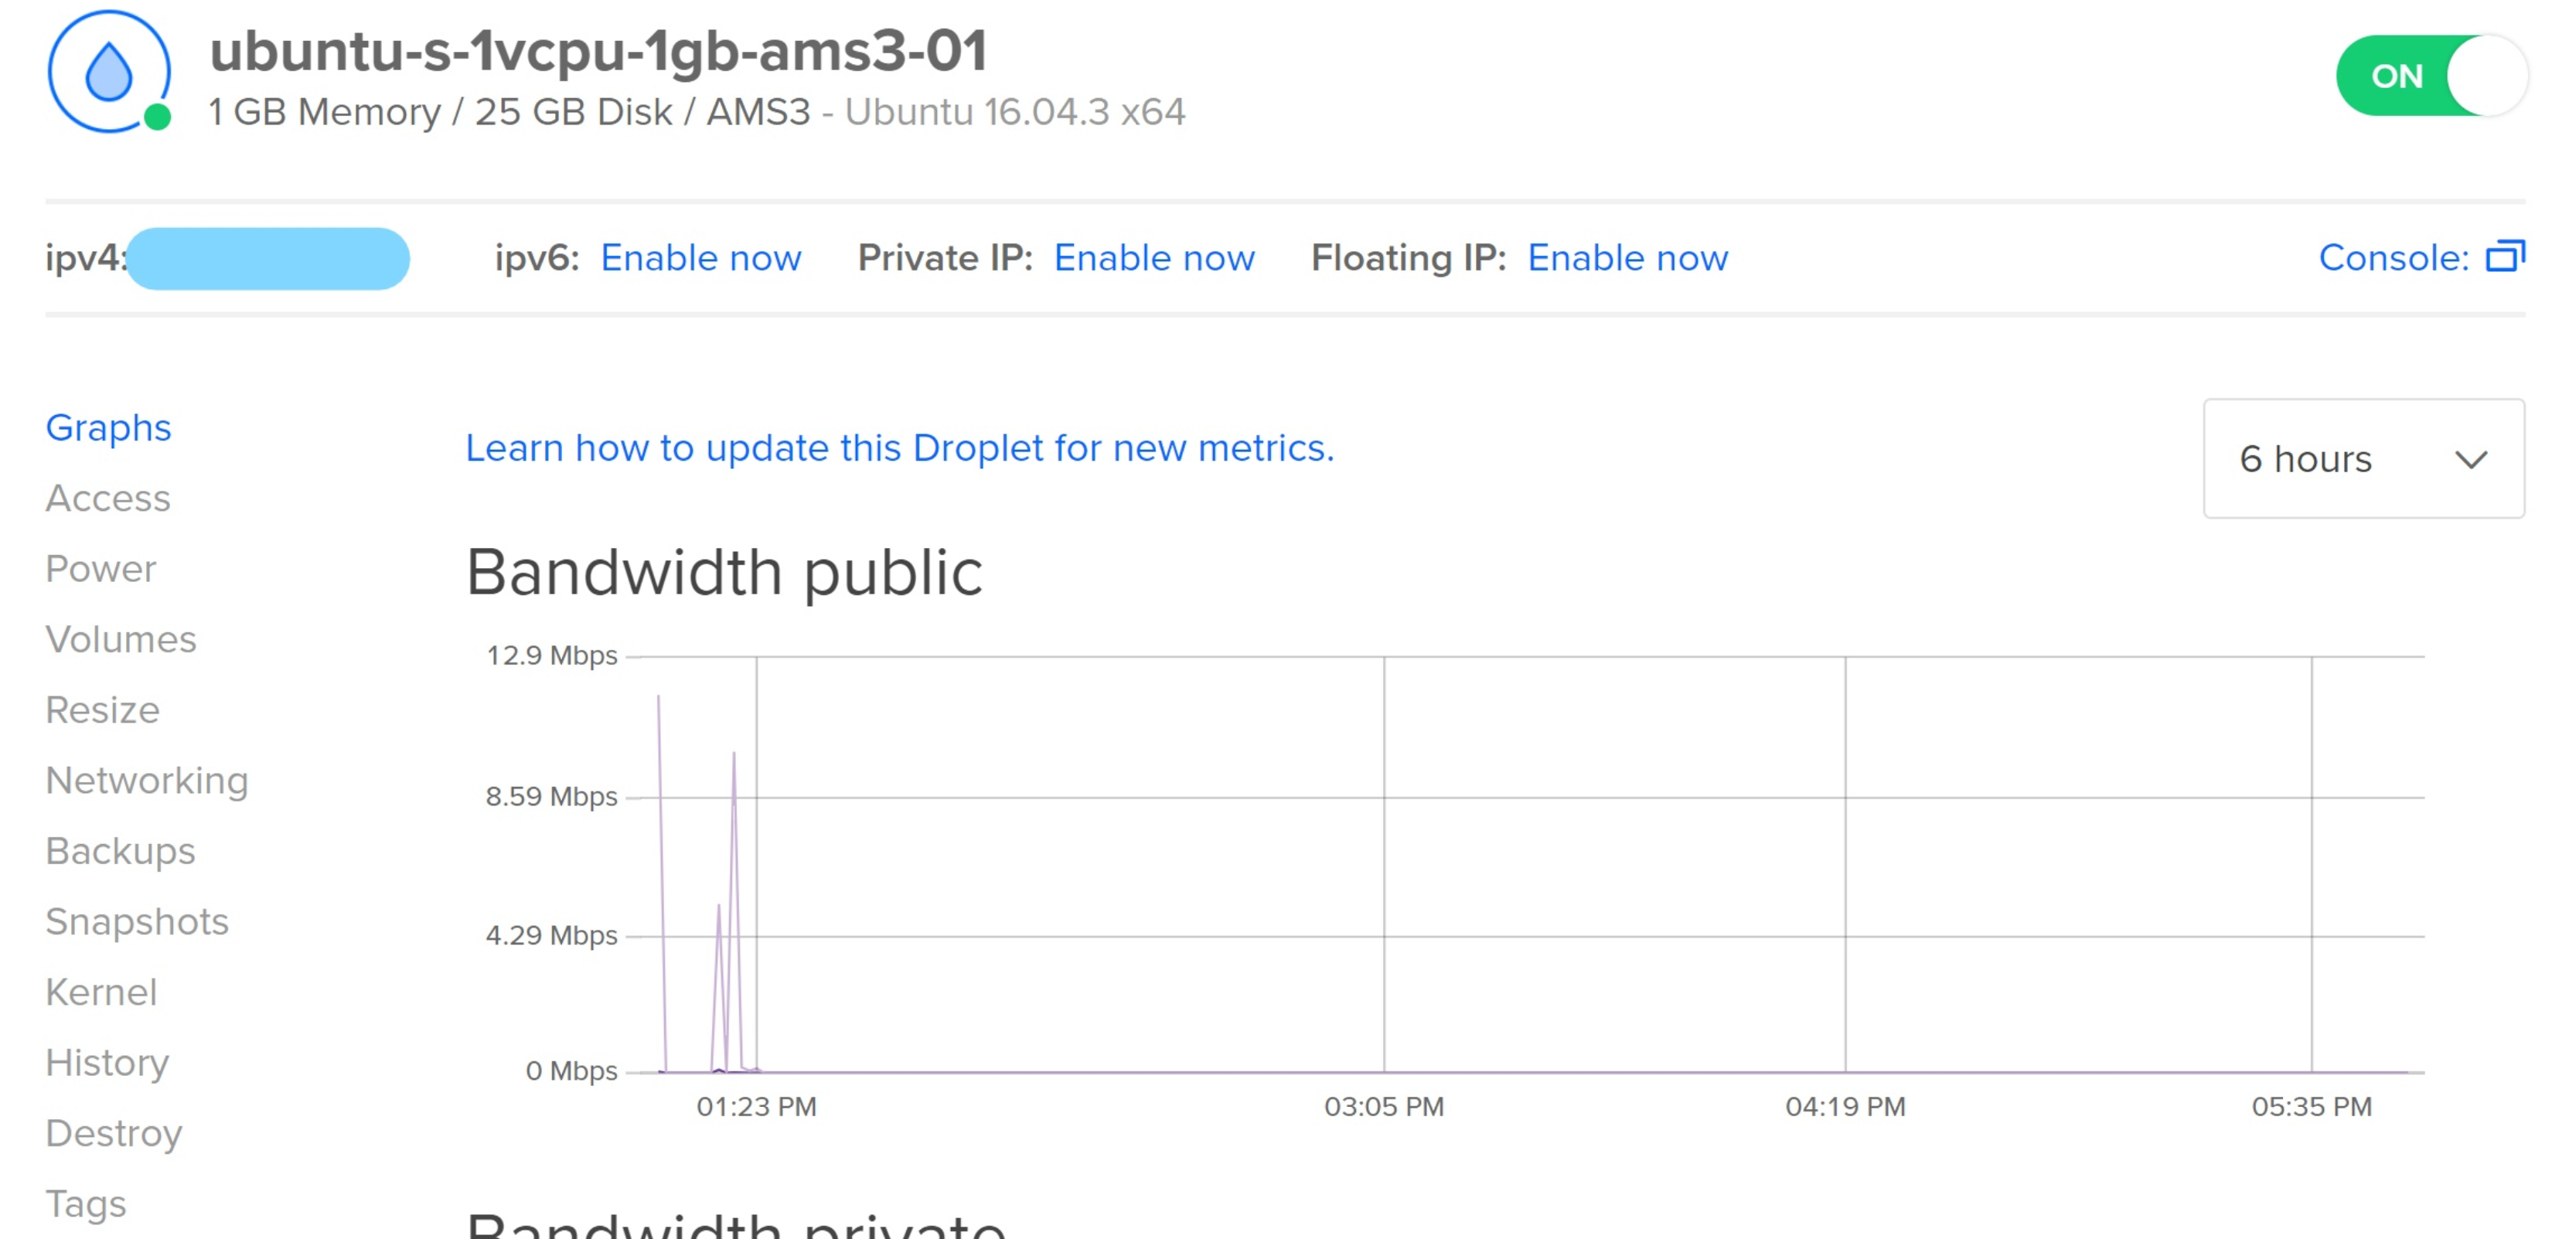 ubuntu-s-1vcpu-1gb-ams3-01
1 GB Memory / 25 GB Disk / AMS3 - Ubuntu 16.04.3 x64
ON
ipv4: ipv6: Enable now Private IP: Enable now Floating IP: Enable now Console:
Graphs
Access
Power
Volumes
Resize
Networking
Backups
Snapshots
Kernel
History
Destroy
Tags
Learn how to update this Droplet for new metrics.
6 hours
Bandwidth public
12.9 Mbps
8.59 Mbps
4.29 Mbps
0 Mbps
01:23 PM 03:05 PM 04:19 PM 05:35 PM
Bandwidth private